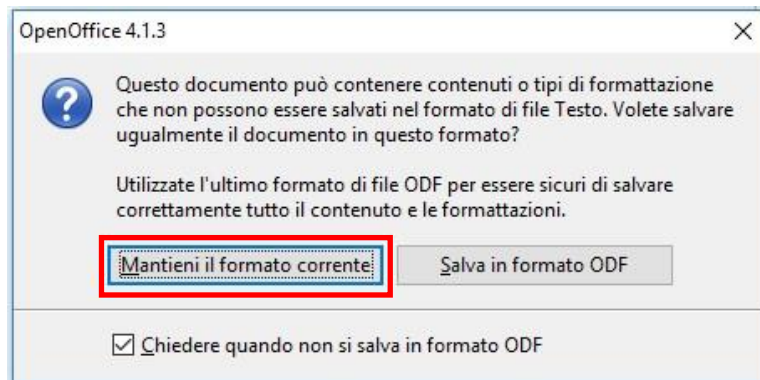 OpenOffice 4.1.3
Questo documento può contenere contenuti o tipi di formattazione
che non possono essere salvati nel formato di file Testo. Volete salvare
ugualmente il documento in questo formato?
Utilizzate l'ultimo formato di file ODF per essere sicuri di salvare
correttamente tutto il contenuto e le formattazioni.
Mantieni il formato corrente
Salva in formato ODF
Chiedere quando non si salva in formato ODF